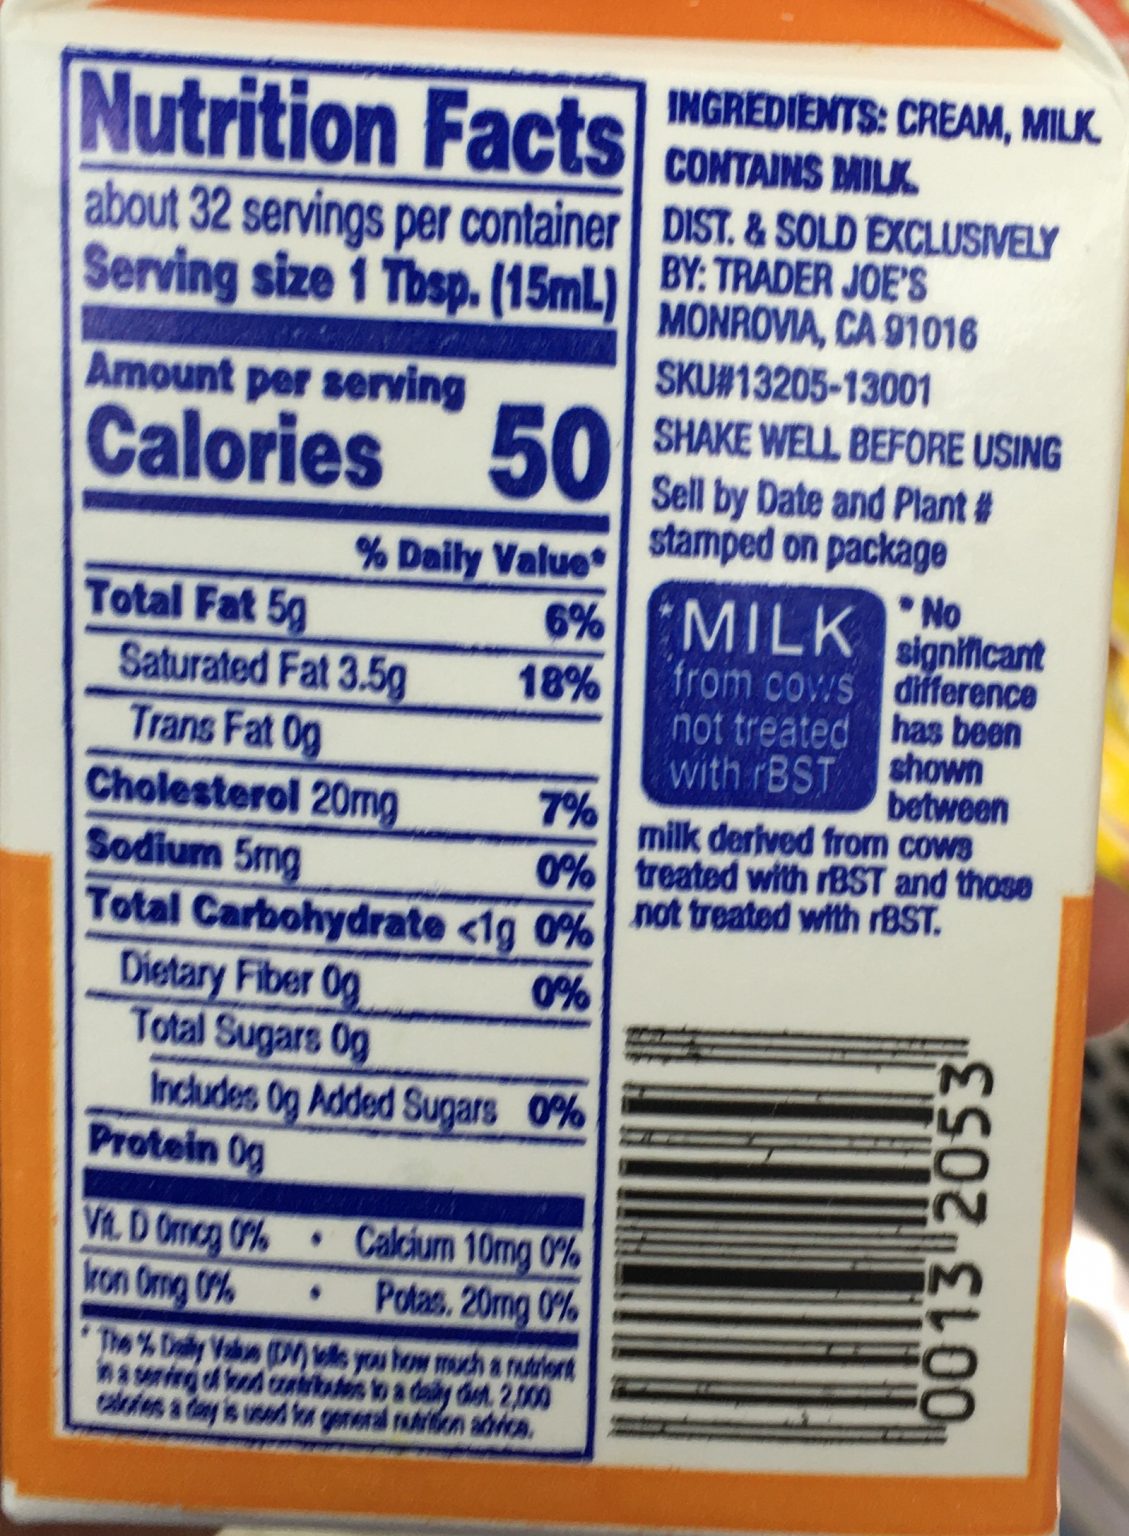 Nutrition Facts
about 32 servings per container
Serving size 1 Tbsp. (15mL)
Amount per serving
Calories 50
% Daily Value*
Total Fat 5g 6%
Saturated Fat 3.5g 18%
Trans Fat 0g
Cholesterol 20mg 7%
Sodium 5mg 0%
Total Carbohydrate <1g 0%
Dietary Fiber 0g 0%
Total Sugars 0g
Includes 0g Added Sugars 0%
Protein 0g
Vit. D 0mcg 0% • Calcium 10mg 0%
Iron 0mg 0% • Potas. 20mg 0%
* The % Daily Value (DV) tells you how much a nutrient
in a serving of food contributes to a daily diet. 2,000
calories a day is used for general nutrition advice.
INGREDIENTS: CREAM, MILK.
CONTAINS MILK.
DIST. & SOLD EXCLUSIVELY
BY: TRADER JOE'S
MONROVIA, CA 91016
SKU#13205-13001
SHAKE WELL BEFORE USING
Sell by Date and Plant #
stamped on package
*MILK
from cows
not treated
with rBST
* No
significant
difference
has been
shown
between
milk derived from cows
treated with rBST and those
not treated with rBST.
0013 2053